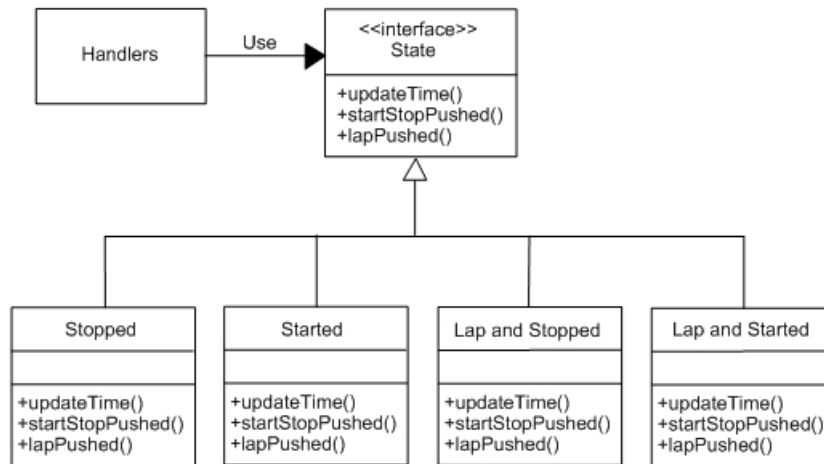 Handlers
Use
<<interface>>
State
+updateTime()
+startStopPushed()
+lapPushed()
Stopped
+updateTime()
+startStopPushed()
+lapPushed()
Started
+updateTime()
+startStopPushed()
+lapPushed()
Lap and Stopped
+updateTime()
+startStopPushed()
+lapPushed()
Lap and Started
+updateTime()
+startStopPushed()
+lapPushed()